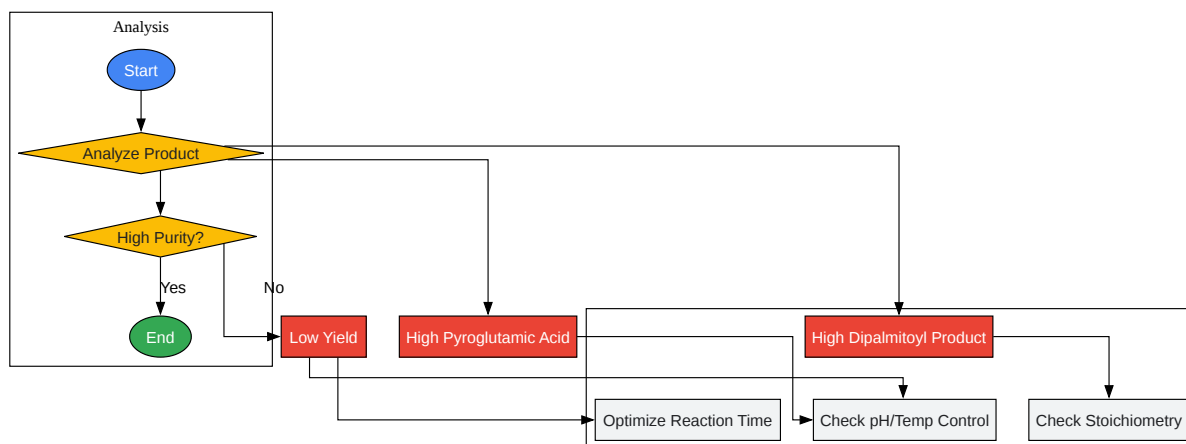 Analysis
Start
Analyze Product
High Purity?
Yes
No
End
Low Yield
High Pyroglutamic Acid
High Dipalmitoyl Product
Optimize Reaction Time
Check pH/Temp Control
Check Stoichiometry